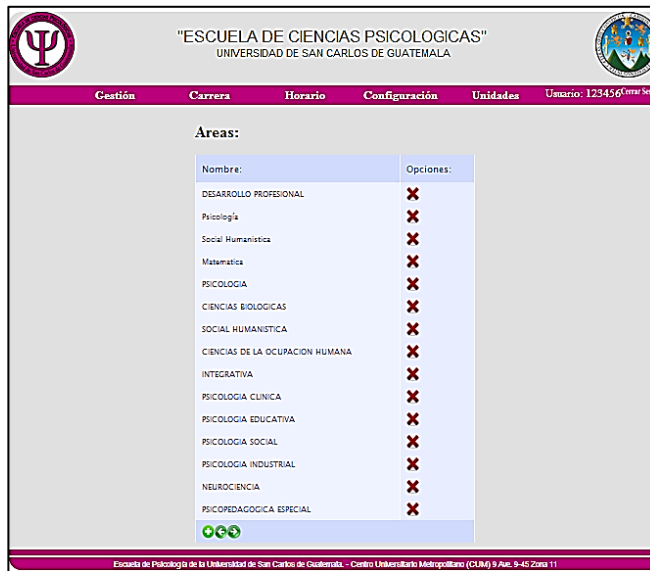 "ESCUELA DE CIENCIAS PSICOLOGICAS"
UNIVERSIDAD DE SAN CARLOS DE GUATEMALA
Gestión Carrera Horario Configuración Unidades Usuario: 123456 Cerrar Ses
Areas:
Nombre: Opciones:
DESARROLLO PROFESIONAL
Psicología
Social Humanistica
Matematica
PSICOLOGIA
CIENCIAS BIOLOGICAS
SOCIAL HUMANISTICA
CIENCIAS DE LA OCUPACION HUMANA
INTEGRATIVA
PSICOLOGIA CLINICA
PSICOLOGIA EDUCATIVA
PSICOLOGIA SOCIAL
PSICOLOGIA INDUSTRIAL
NEUROCIENCIA
PSICOPEDAGOGICA ESPECIAL
Escuela de Psicología de la Universidad de San Carlos de Guatemala. - Centro Universitario Metropolitano (CUM) 9 Ave. 9-45 Zona 11